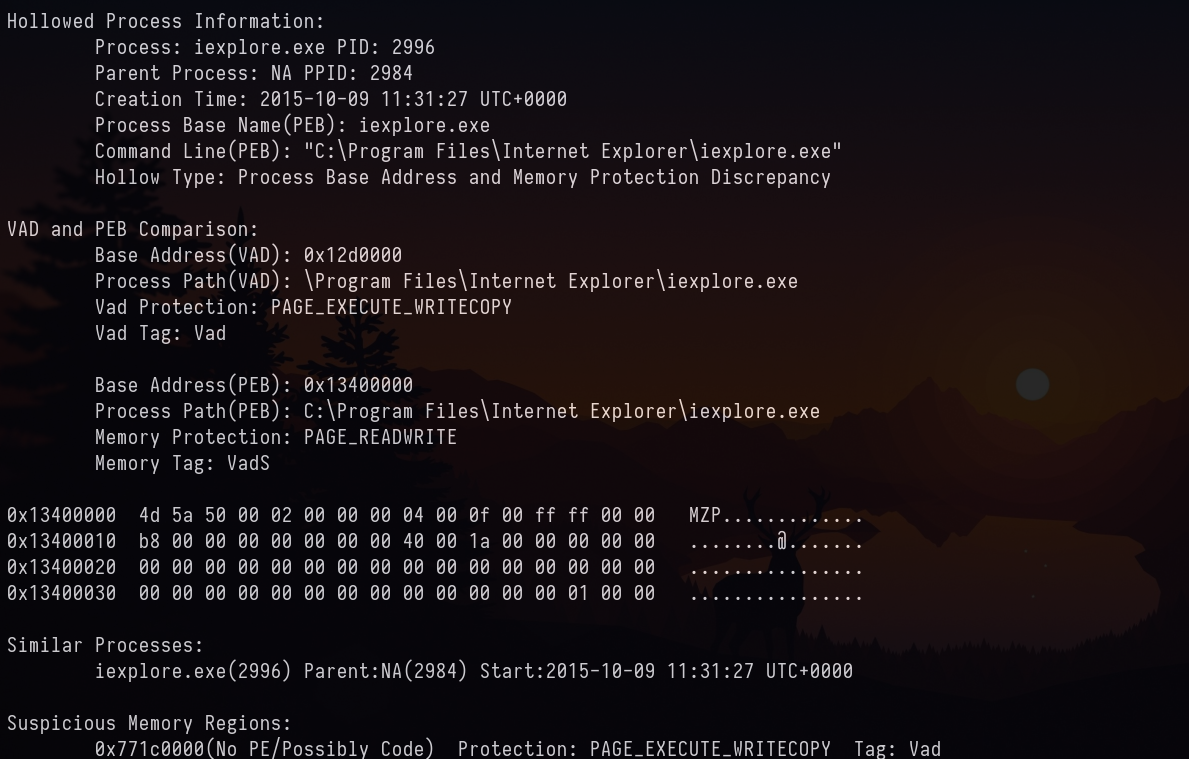 Hollowed Process Information:
Process: iexplore.exe PID: 2996
Parent Process: NA PPID: 2984
Creation Time: 2015-10-09 11:31:27 UTC+0000
Process Base Name(PEB): iexplore.exe
Command Line(PEB): "C:\Program Files\Internet Explorer\iexplore.exe"
Hollow Type: Process Base Address and Memory Protection Discrepancy
VAD and PEB Comparison:
Base Address(VAD): 0x12d0000
Process Path(VAD): \Program Files\Internet Explorer\iexplore.exe
Vad Protection: PAGE_EXECUTE_WRITECOPY
Vad Tag: Vad
Base Address(PEB): 0x13400000
Process Path(PEB): C:\Program Files\Internet Explorer\iexplore.exe
Memory Protection: PAGE_READWRITE
Memory Tag: VadS
0x13400000 4d 5a 50 00 02 00 00 00 04 00 0f 00 ff ff 00 00 MZP.............
0x13400010 b8 00 00 00 00 00 00 00 40 00 1a 00 00 00 00 00 ........@.......
0x13400020 00 00 00 00 00 00 00 00 00 00 00 00 00 00 00 00 ................
0x13400030 00 00 00 00 00 00 00 00 00 00 00 00 00 01 00 00 ................
Similar Processes:
iexplore.exe(2996) Parent:NA(2984) Start:2015-10-09 11:31:27 UTC+0000
Suspicious Memory Regions:
0x771c0000(No PE/Possibly Code) Protection: PAGE_EXECUTE_WRITECOPY Tag: Vad